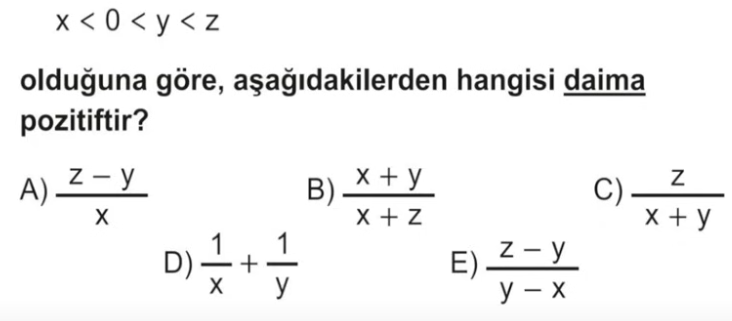 x < 0 < y < z
olduğuna göre, aşağıdakilerden hangisi daima
pozitiftir?
A) (z − y)/x
B) (x + y)/(x + z)
C) z/(x + y)
D) 1/x + 1/y
E) (z − y)/(y − x)